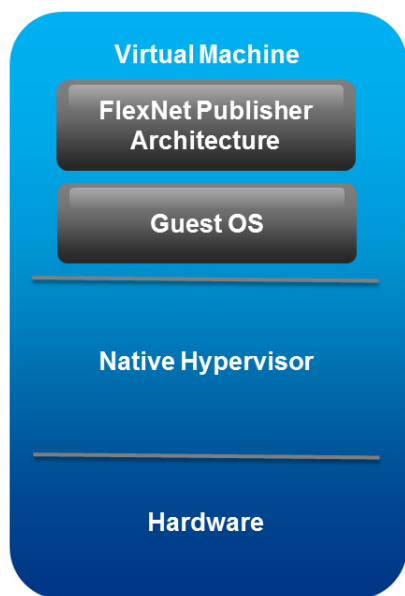 Virtual Machine
FlexNet Publisher
Architecture
Guest OS
Native Hypervisor
Hardware